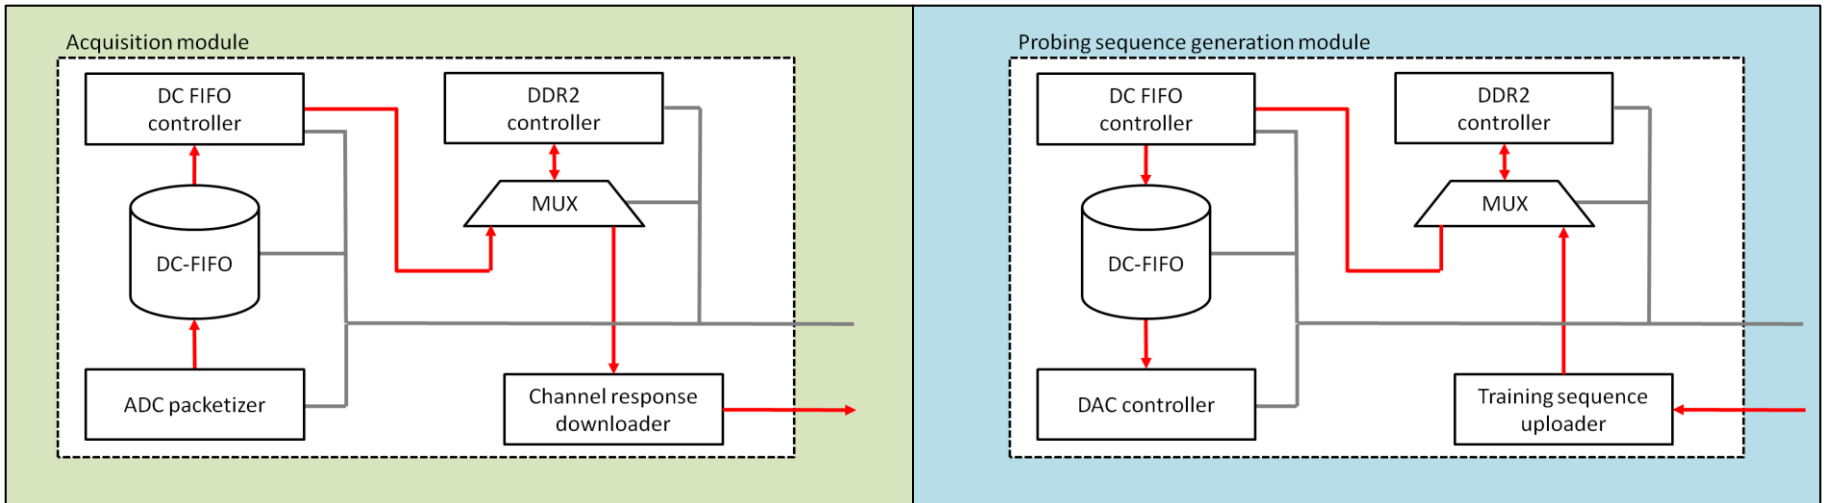 Acquisition module
DC FIFO
controller
DDR2
controller
MUX
DC-FIFO
ADC packetizer
Channel response
downloader
Probing sequence generation module
DC FIFO
controller
DDR2
controller
MUX
DC-FIFO
DAC controller
Training sequence
uploader